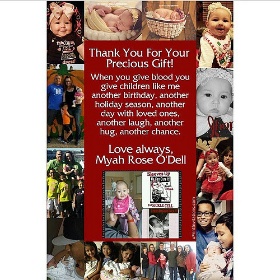 Thank You For Your
Precious Gift!
When you give blood you
give children like me
another birthday, another
holiday season, another
day with loved ones,
another laugh, another
hug, another chance.
Love always,
Myah Rose O'Dell